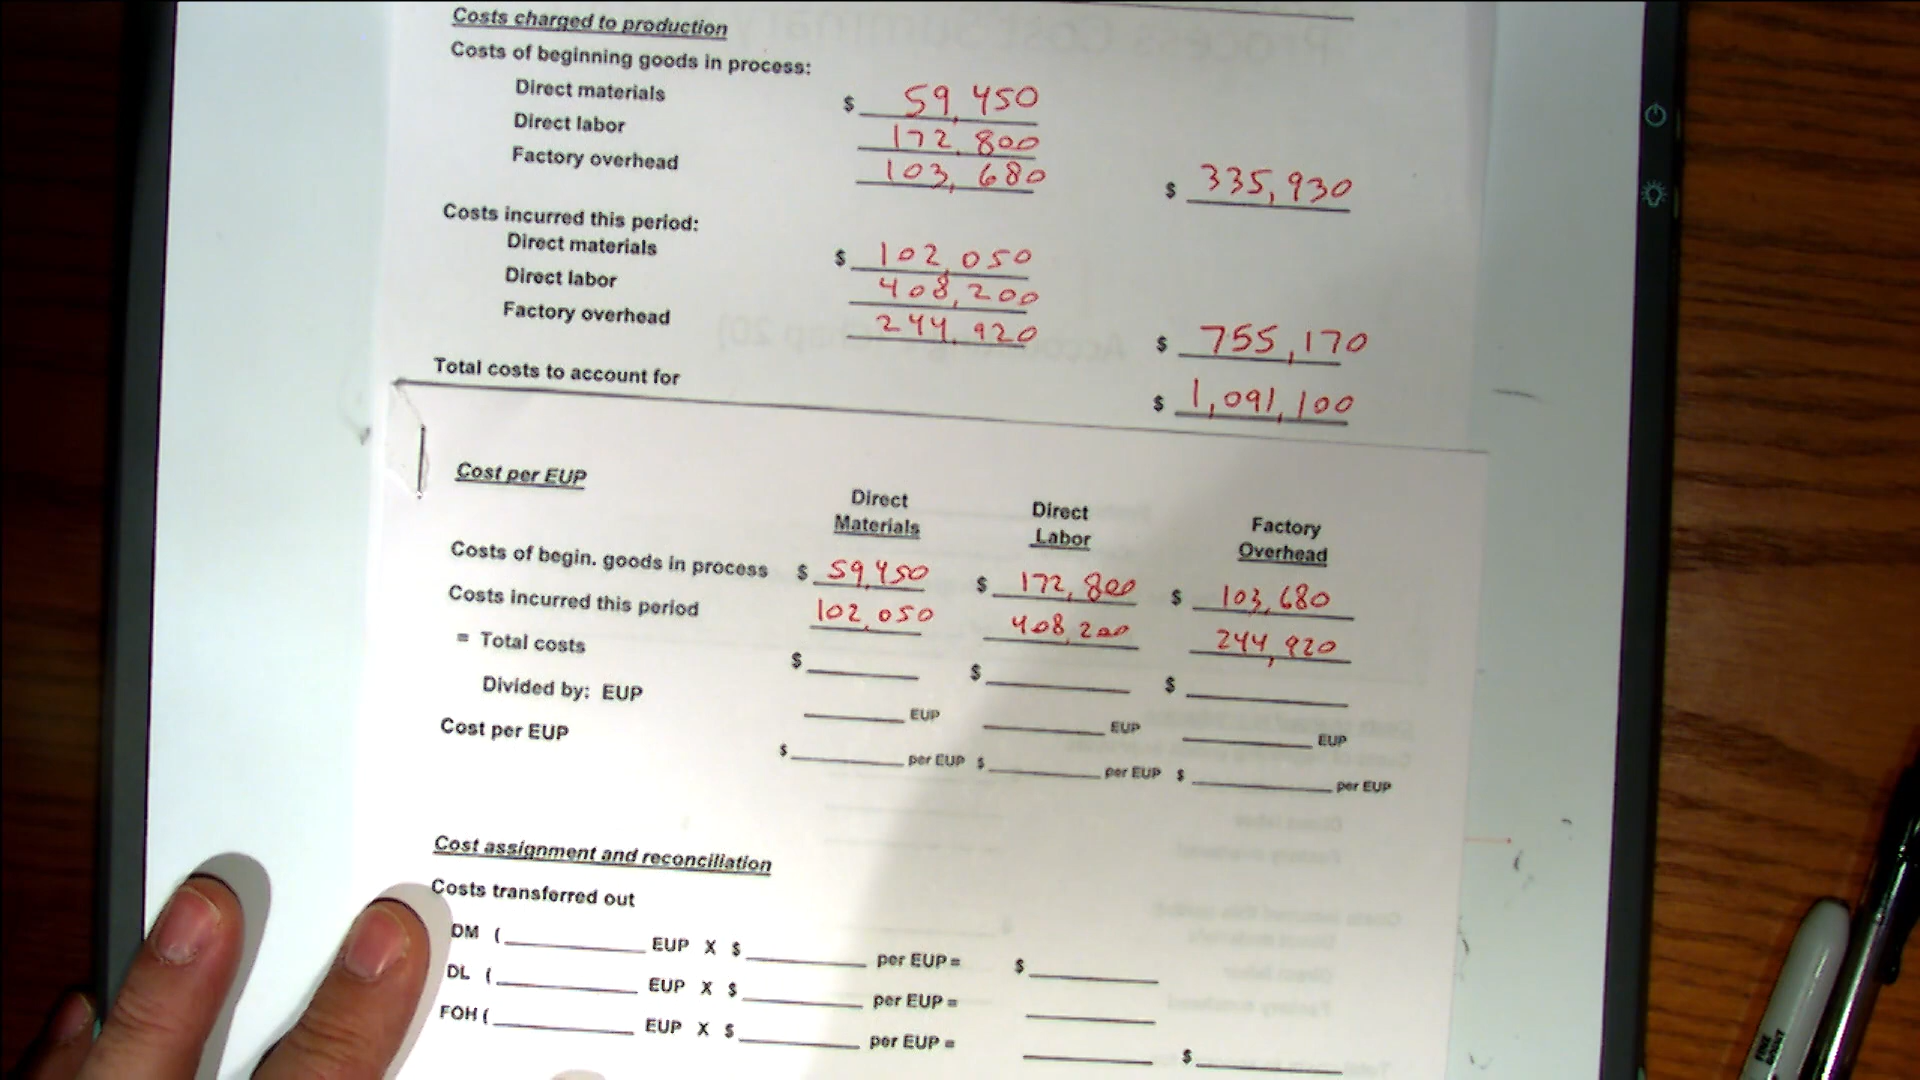 Costs charged to production
Costs of beginning goods in process:
Direct materials $ 59,450
Direct labor 172,800
Factory overhead 103,680 $ 335,930
Costs incurred this period:
Direct materials $ 102,050
Direct labor 408,200
Factory overhead 244,920 $ 755,170
Total costs to account for $ 1,091,100
Cost per EUP
Direct Materials Direct Labor Factory Overhead
Costs of begin. goods in process $ 59,450 $ 172,800 $ 103,680
Costs incurred this period 102,050 408,200 244,920
= Total costs $ $ $
Divided by: EUP EUP EUP EUP
Cost per EUP $ per EUP $ per EUP $ per EUP
Cost assignment and reconciliation
Costs transferred out
DM ( EUP X $ per EUP = $
DL ( EUP X $ per EUP =
FOH ( EUP X $ per EUP = $
FINE POINT